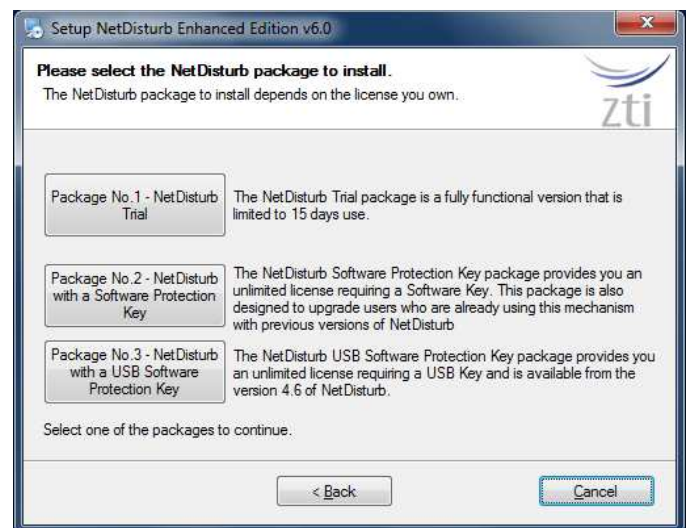 Setup NetDisturb Enhanced Edition v6.0
Please select the NetDisturb package to install.
The NetDisturb package to install depends on the license you own.
zti
Package No.1 - NetDisturb
Trial
The NetDisturb Trial package is a fully functional version that is
limited to 15 days use.
Package No.2 - NetDisturb
with a Software Protection
Key
The NetDisturb Software Protection Key package provides you an
unlimited license requiring a Software Key. This package is also
designed to upgrade users who are already using this mechanism
with previous versions of NetDisturb
Package No.3 - NetDisturb
with a USB Software
Protection Key
The NetDisturb USB Software Protection Key package provides you
an unlimited license requiring a USB Key and is available from the
version 4.6 of NetDisturb.
Select one of the packages to continue.
< Back
Cancel